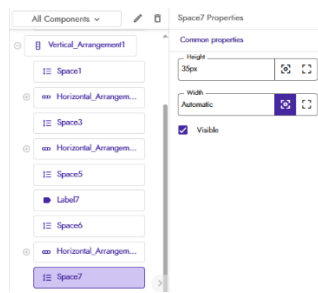 All Components
Vertical_Arrangement1
Space1
Horizontal_Arrangem...
Space3
Horizontal_Arrangem...
Space5
Label7
Space6
Horizontal_Arrangem...
Space7
Space7 Properties
Common properties
Height
35px
Width
Automatic
Visible